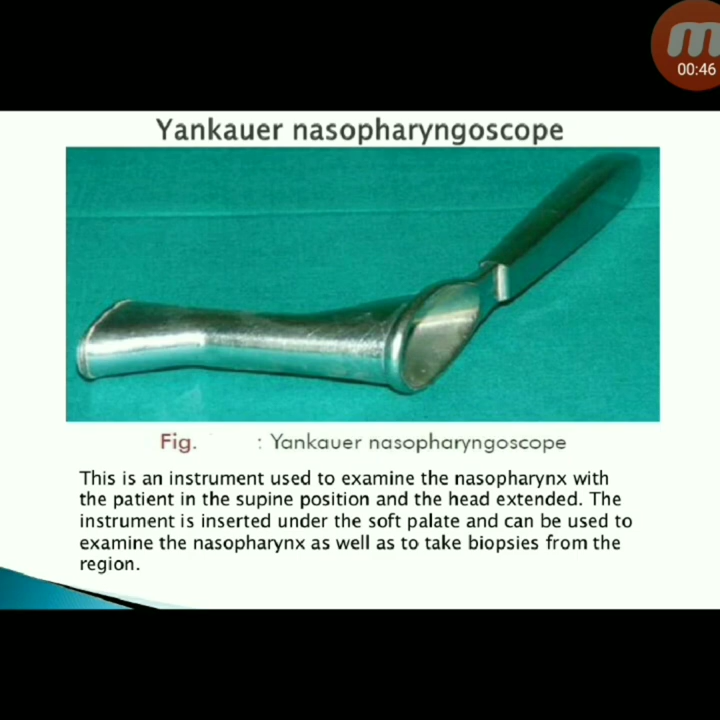 00:46
Yankauer nasopharyngoscope
Fig. : Yankauer nasopharyngoscope
This is an instrument used to examine the nasopharynx with
the patient in the supine position and the head extended. The
instrument is inserted under the soft palate and can be used to
examine the nasopharynx as well as to take biopsies from the
region.